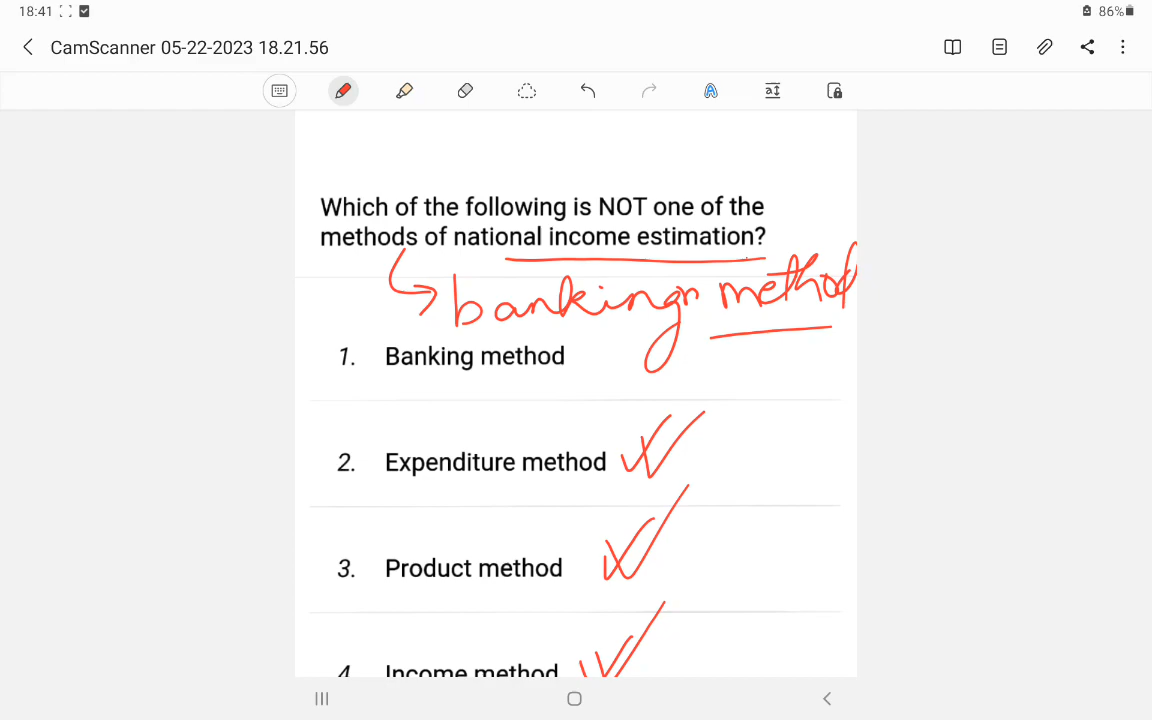 18:41
86%
CamScanner 05-22-2023 18.21.56
Which of the following is NOT one of the
methods of national income estimation?
banking method
1. Banking method
2. Expenditure method
3. Product method
4. Income method